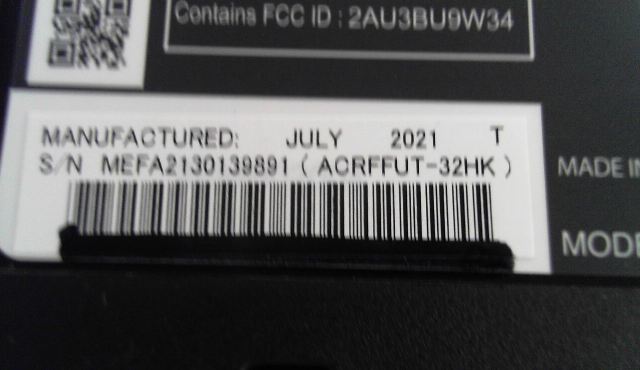 Contains FCC ID : 2AU3BU9W34
MANUFACTURED: JULY 2021 T
S/N MEFA2130139891 ( ACRFFUT-32HK )
MADE IN
MODE